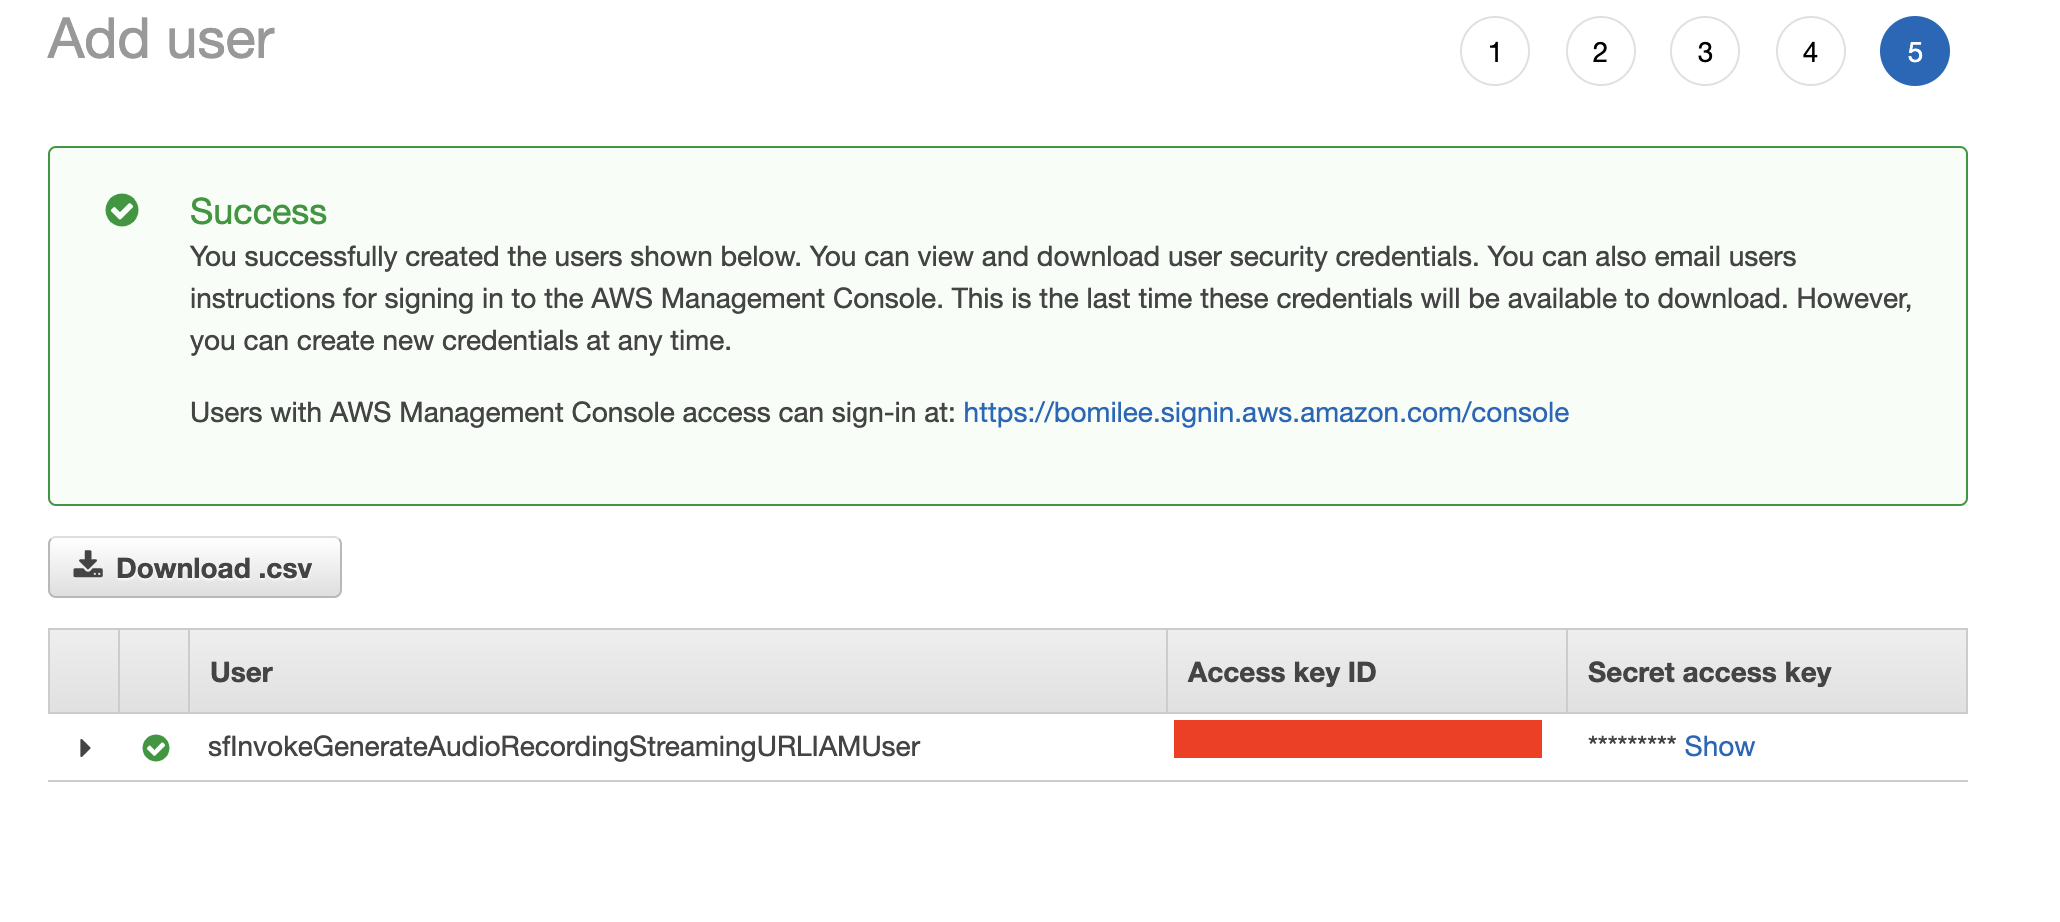 Add user
1 2 3 4 5
Success
You successfully created the users shown below. You can view and download user security credentials. You can also email users
instructions for signing in to the AWS Management Console. This is the last time these credentials will be available to download. However,
you can create new credentials at any time.
Users with AWS Management Console access can sign-in at: https://bomilee.signin.aws.amazon.com/console
Download .csv
User Access key ID Secret access key
sfInvokeGenerateAudioRecordingStreamingURLIAMUser ********* Show